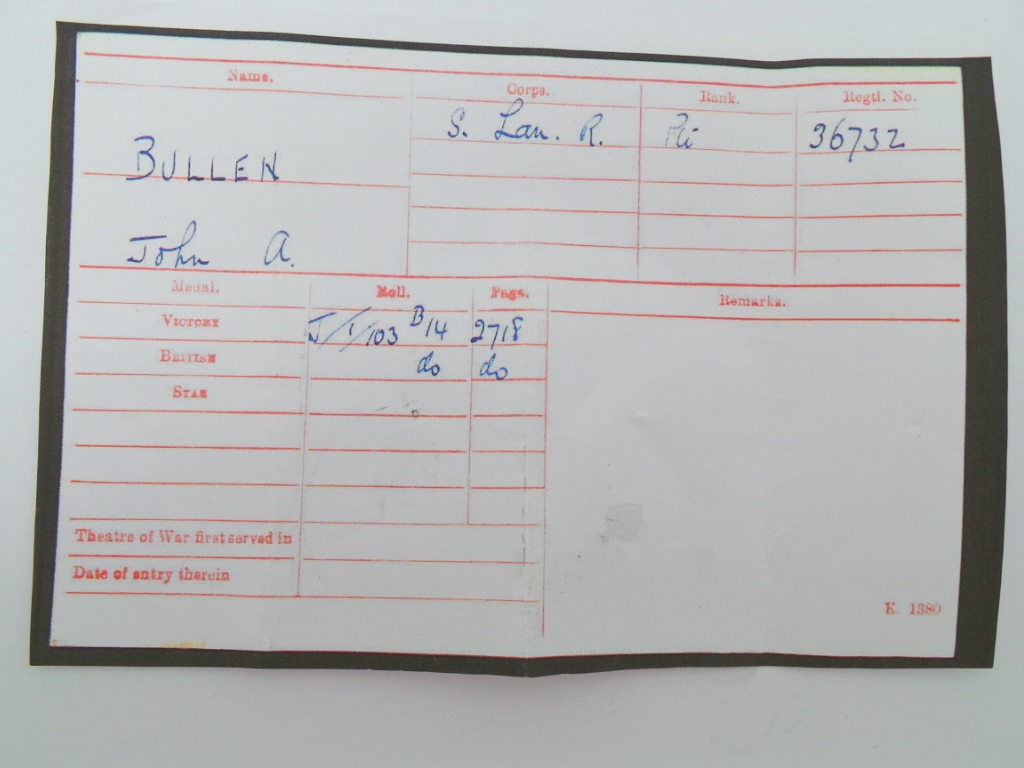 Name. Corps. Rank. Regtl. No.
S. Lan. R. Pte 36732
BULLEN
John A.
Medal. Roll. Page. Remarks.
VICTORY J/1/103 B14 2718
BRITISH do do
STAR
Theatre of War first served in
Date of entry therein
K. 1380